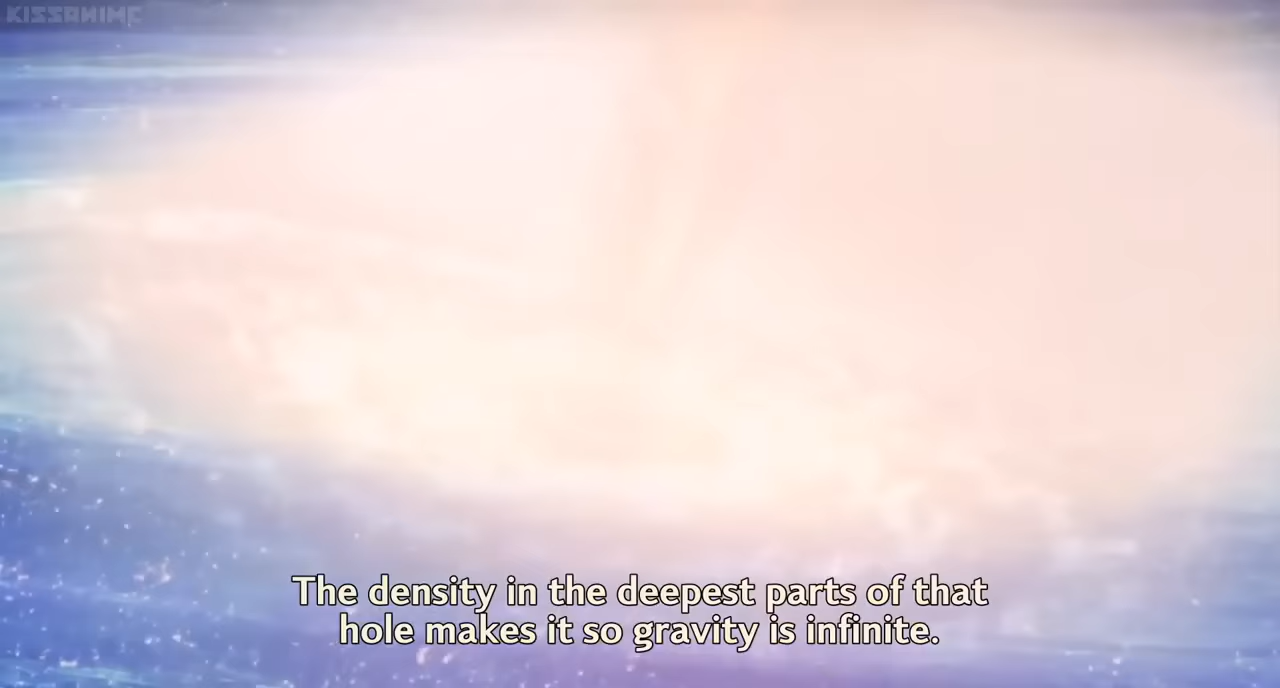 KISSANIME
The density in the deepest parts of that
hole makes it so gravity is infinite.